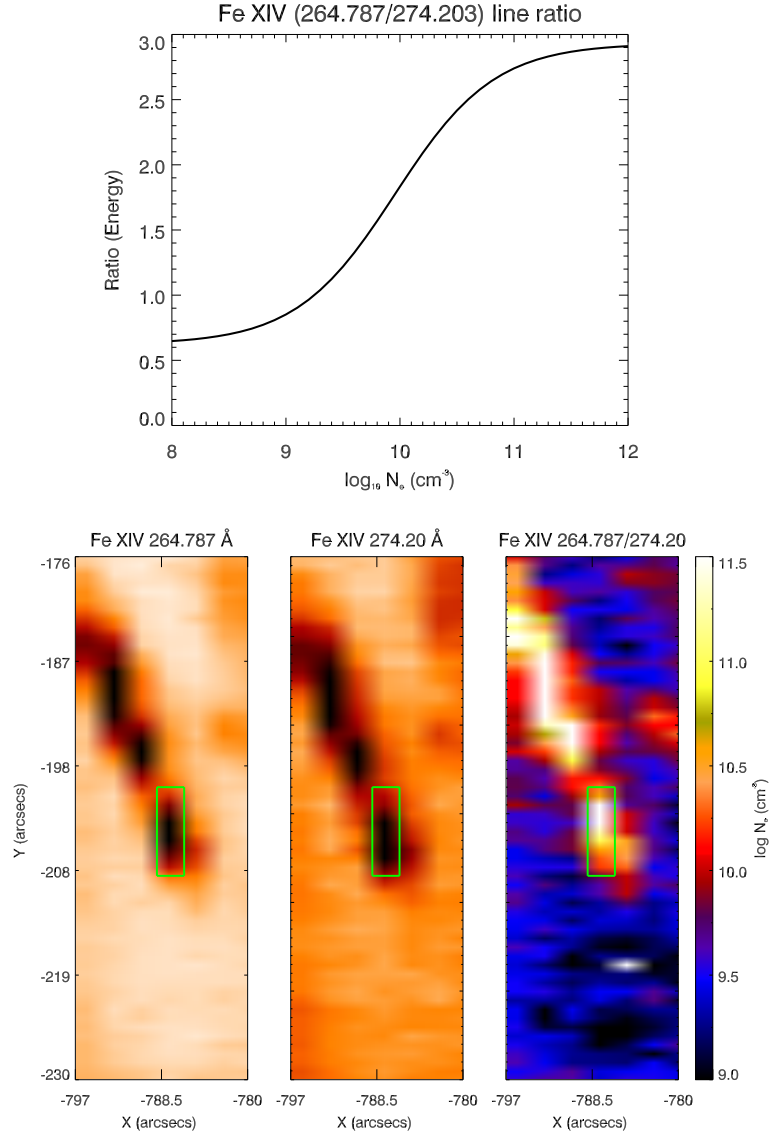 Fe XIV (264.787/274.203) line ratio
3.0
2.5
2.0
1.5
1.0
0.5
0.0
Ratio (Energy)
8 9 10 11 12
log₁₀ Nₑ (cm⁻³)
Fe XIV 264.787 Å
Fe XIV 274.20 Å
Fe XIV 264.787/274.20
-176
-187
-198
-208
-219
-230
Y (arcsecs)
11.5
11.0
10.5
10.0
9.5
9.0
log Nₑ (cm⁻³)
-797 -788.5 -780
-797 -788.5 -780
-797 -788.5 -780
X (arcsecs)
X (arcsecs)
X (arcsecs)